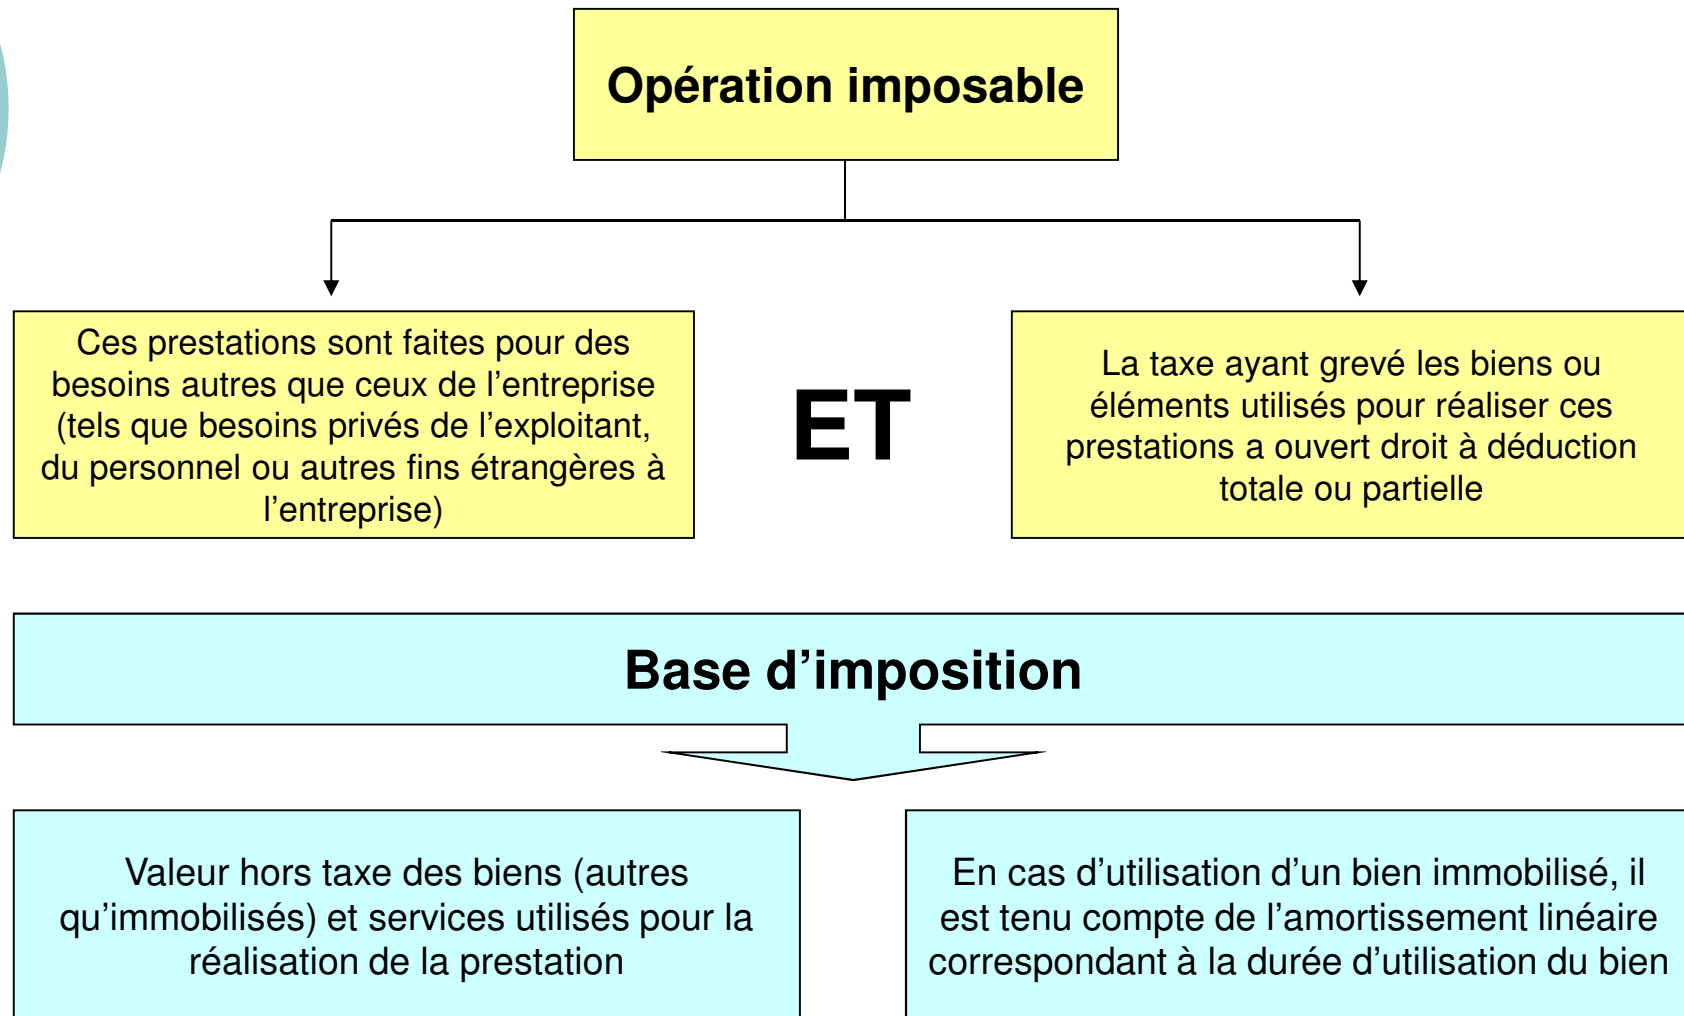 Opération imposable
Ces prestations sont faites pour des
besoins autres que ceux de l’entreprise
(tels que besoins privés de l’exploitant,
du personnel ou autres fins étrangères à
l’entreprise)
ET
La taxe ayant grevé les biens ou
éléments utilisés pour réaliser ces
prestations a ouvert droit à déduction
totale ou partielle
Base d’imposition
Valeur hors taxe des biens (autres
qu’immobilisés) et services utilisés pour la
réalisation de la prestation
En cas d’utilisation d’un bien immobilisé, il
est tenu compte de l’amortissement linéaire
correspondant à la durée d’utilisation du bien